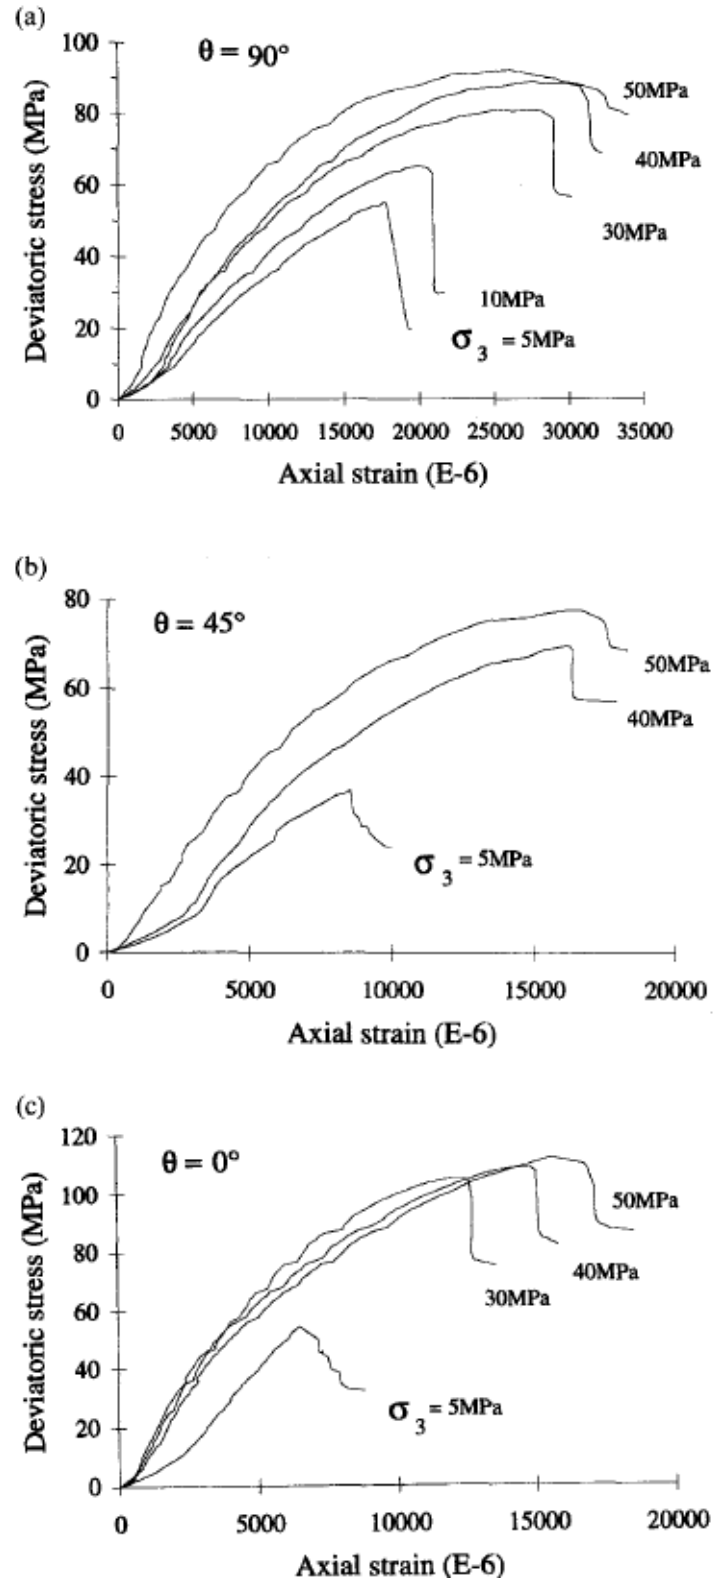 (a)
θ = 90°
100
80
60
40
20
0
Deviatoric stress (MPa)
50MPa
40MPa
30MPa
10MPa
σ3 = 5MPa
0 5000 10000 15000 20000 25000 30000 35000
Axial strain (E-6)
(b)
θ = 45°
80
60
40
20
0
Deviatoric stress (MPa)
50MPa
40MPa
σ3 = 5MPa
0 5000 10000 15000 20000
Axial strain (E-6)
(c)
θ = 0°
120
100
80
60
40
20
0
Deviatoric stress (MPa)
50MPa
40MPa
30MPa
σ3 = 5MPa
0 5000 10000 15000 20000
Axial strain (E-6)